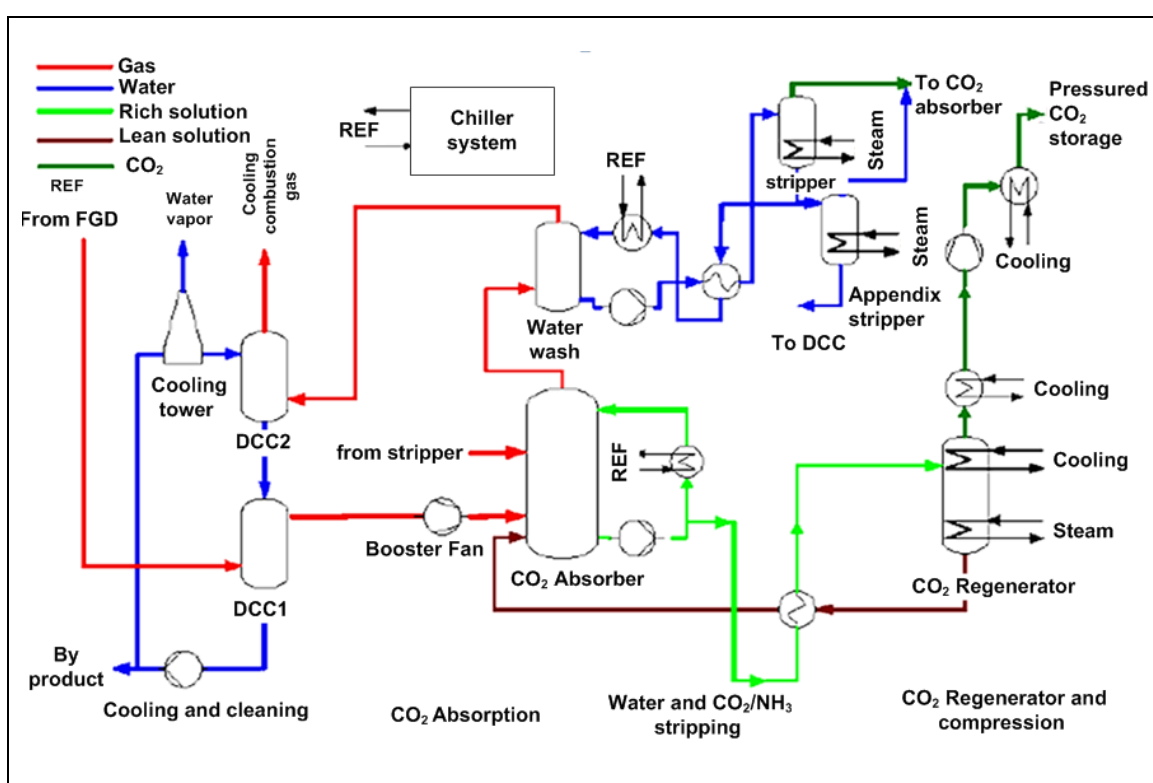 Gas
Water
Rich solution
Lean solution
CO₂
REF
From FGD
Water
vapor
Cooling
combustion
gas
REF
Chiller
system
REF
To CO₂
absorber
Steam
stripper
Pressured
CO₂
storage
Cooling
Steam
Appendix
stripper
To DCC
Water
wash
Cooling
tower
DCC2
from stripper
REF
Cooling
Cooling
Steam
Booster Fan
CO₂ Absorber
CO₂ Regenerator
DCC1
By
product
Cooling and cleaning
CO₂ Absorption
Water and CO₂/NH₃
stripping
CO₂ Regenerator and
compression